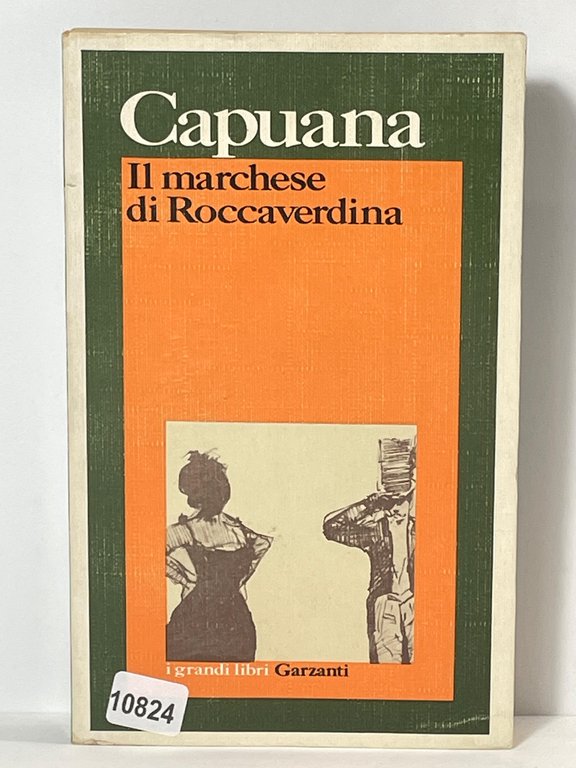 Capuana
Il marchese
di Roccaverdina
i grandi libri Garzanti
10824